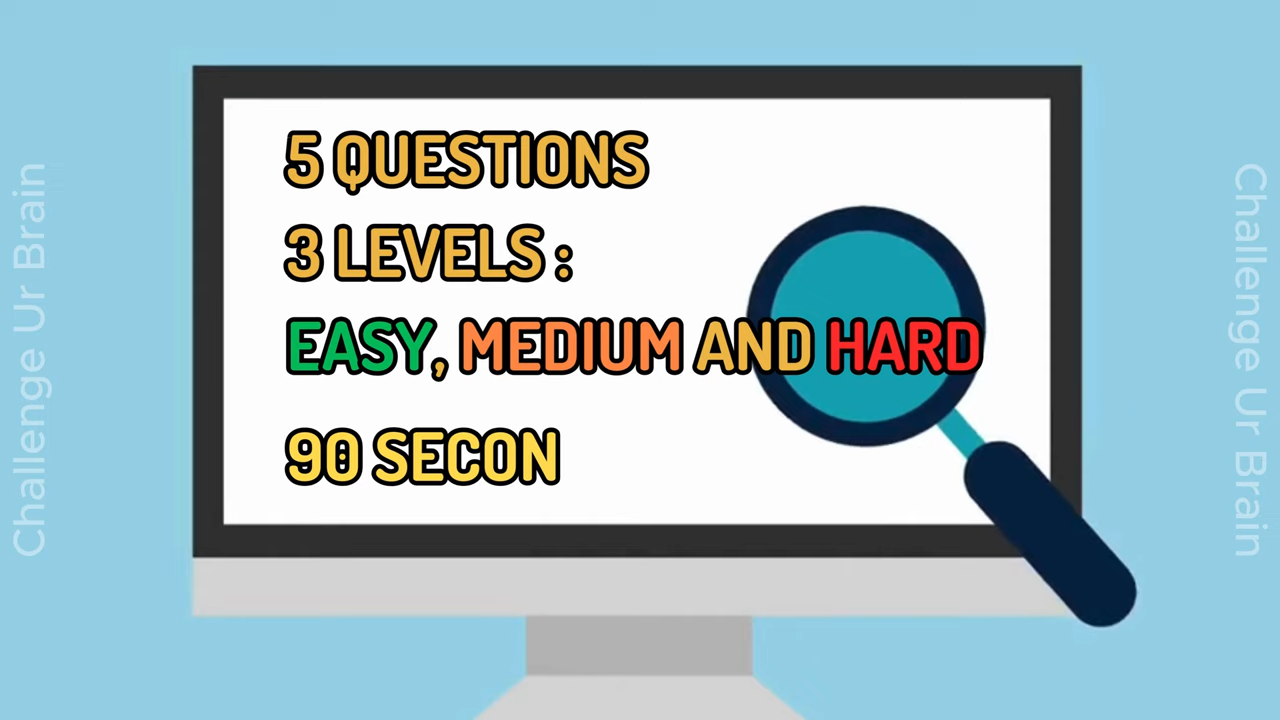 5 QUESTIONS
3 LEVELS :
EASY, MEDIUM AND HARD
90 SECON
Challenge Ur Brain
Challenge Ur Brain